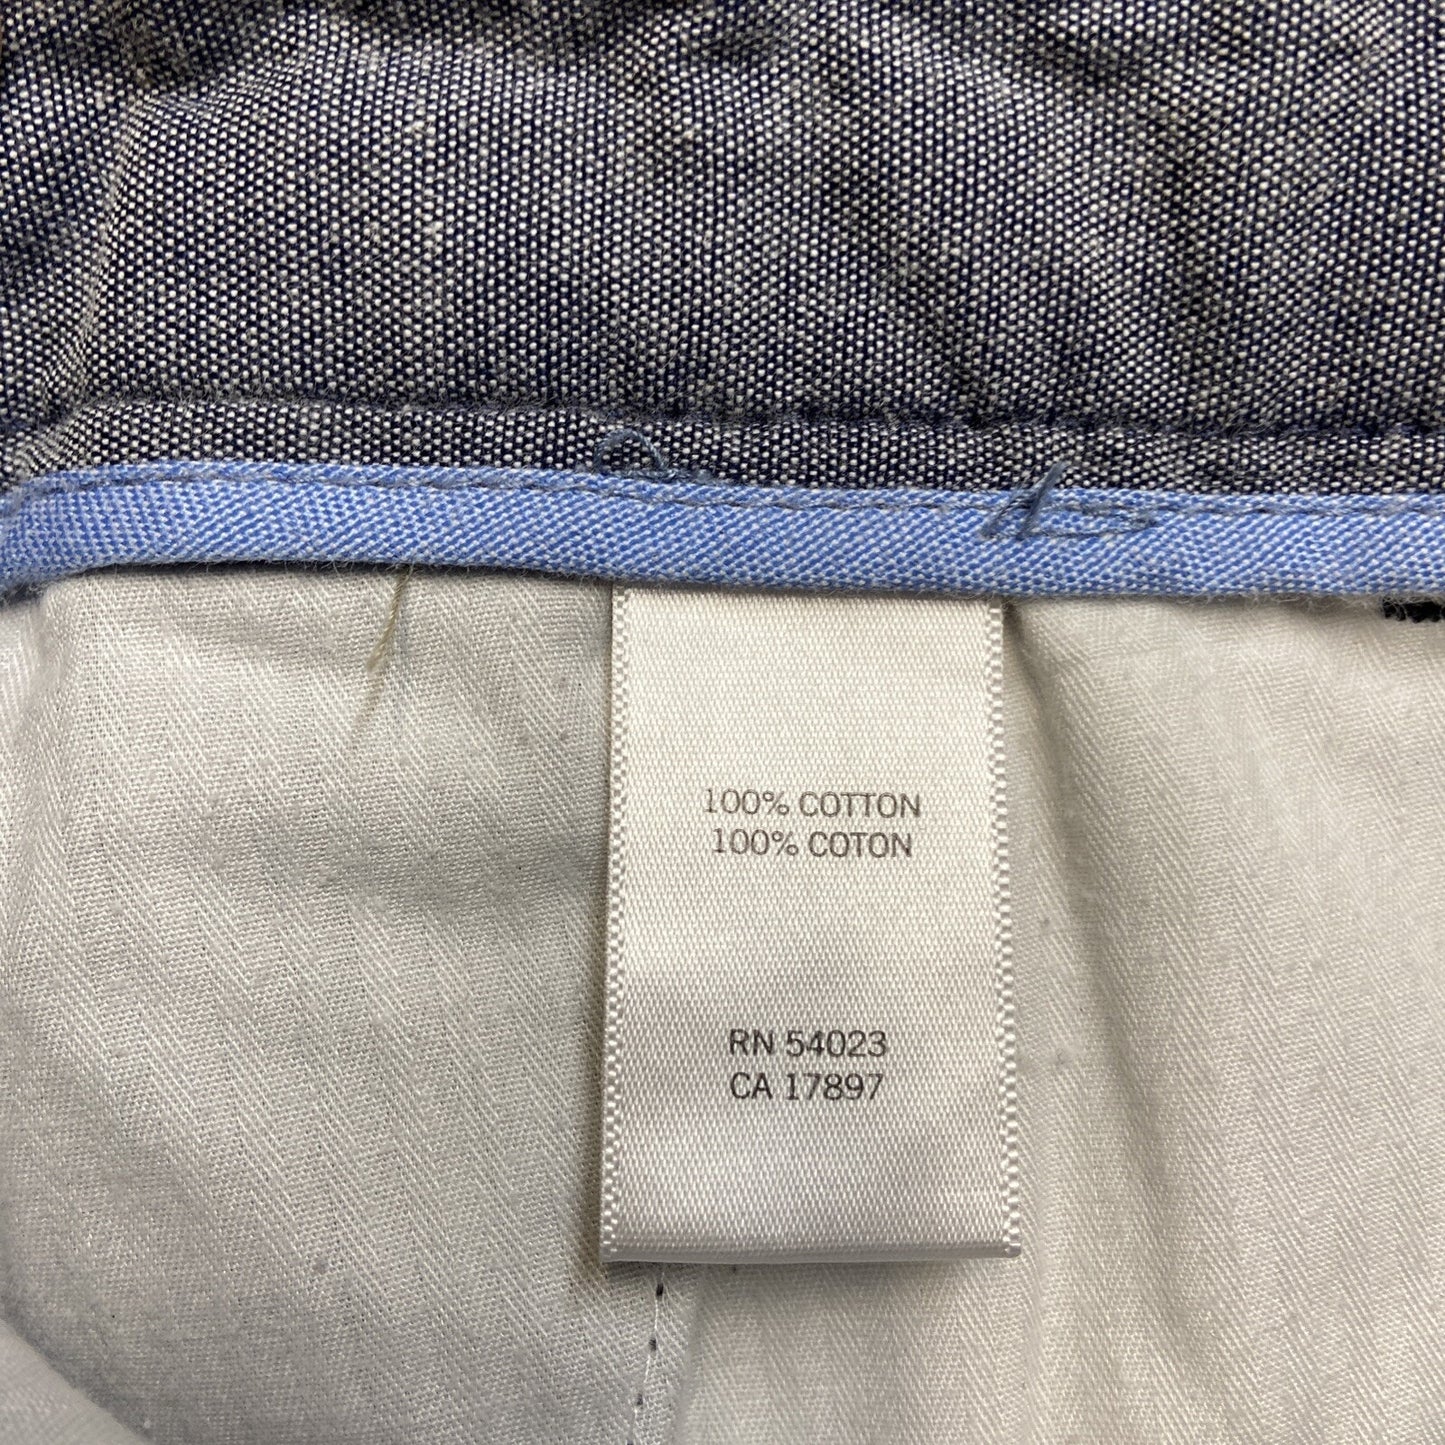 100% COTTON
100% COTON
RN 54023
CA 17897